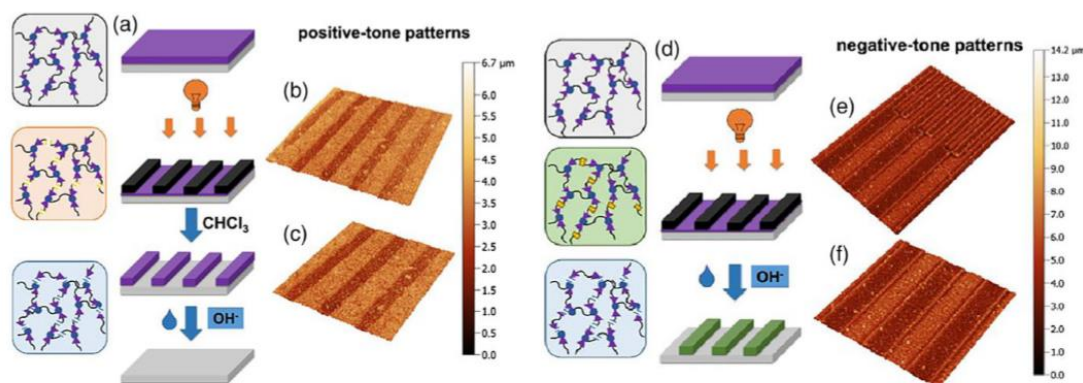 (a)
positive-tone patterns
CHCl₃
OH⁻
(b)
(c)
6.7 µm
6.0
5.5
5.0
4.5
4.0
3.5
3.0
2.5
2.0
1.5
1.0
0.5
0.0
(d)
negative-tone patterns
OH⁻
(e)
(f)
14.2 µm
13.0
12.0
11.0
10.0
9.0
8.0
7.0
6.0
5.0
4.0
3.0
2.0
1.0
0.0